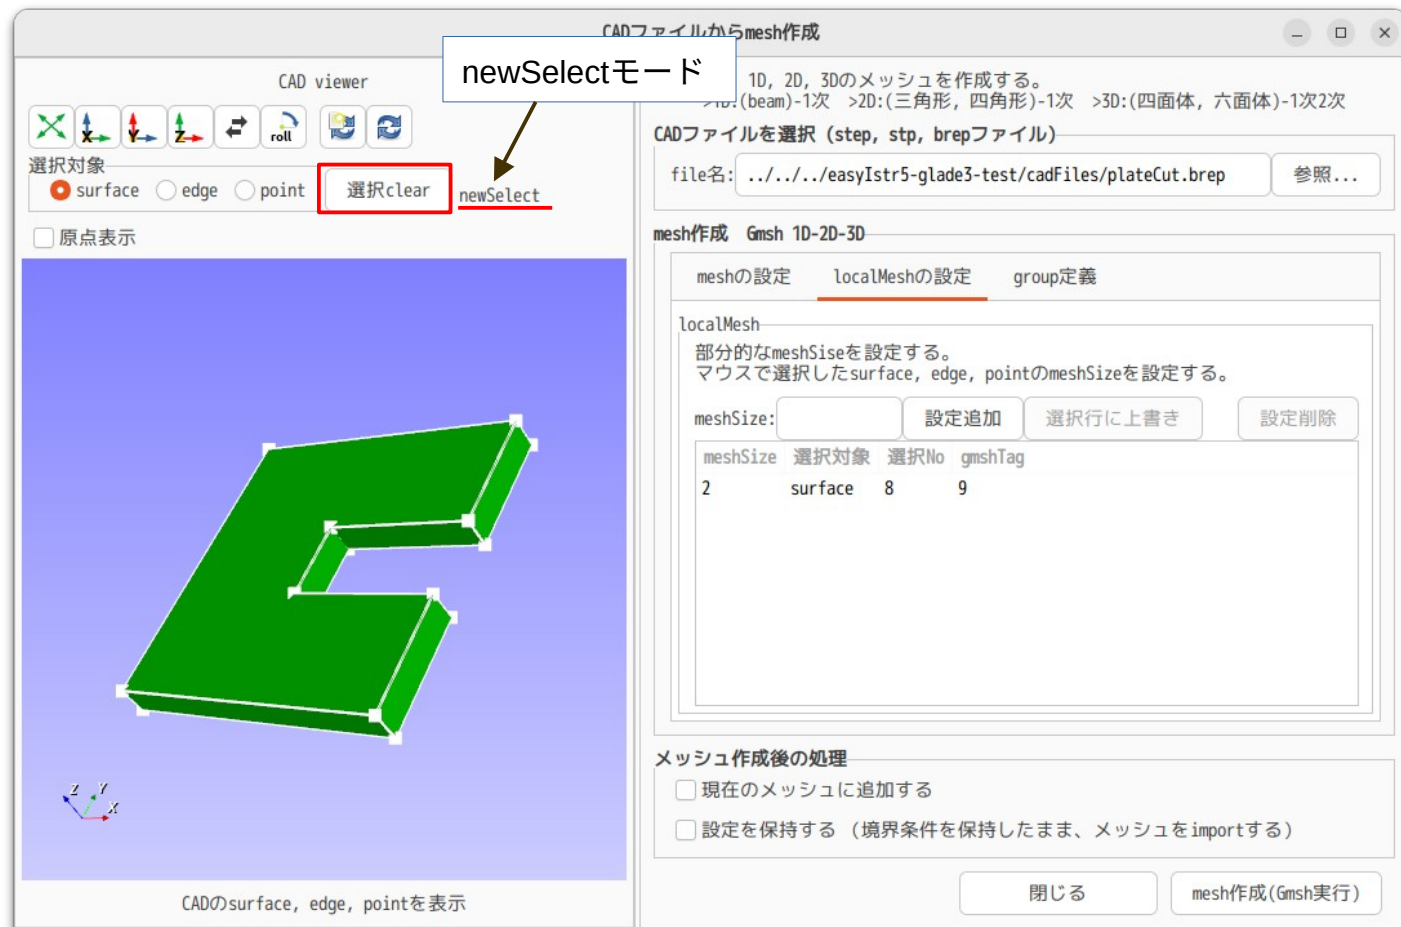 CADファイルからmesh作成
newSelectモード
CAD viewer
X
Y
Z
roll
選択対象
surface
edge
point
選択clear
newSelect
原点表示
Z
Y
X
CADのsurface, edge, pointを表示
1D, 2D, 3Dのメッシュを作成する。
>1D:(beam)-1次 >2D:(三角形, 四角形)-1次 >3D:(四面体, 六面体)-1次2次
CADファイルを選択 (step, stp, brepファイル)
file名:
../../../easyIstr5-glade3-test/cadFiles/plateCut.brep
参照...
mesh作成 Gmsh 1D-2D-3D
meshの設定
localMeshの設定
group定義
localMesh
部分的なmeshSiseを設定する。
マウスで選択したsurface, edge, pointのmeshSizeを設定する。
meshSize:
設定追加
選択行に上書き
設定削除
meshSize 選択対象 選択No gmshTag
2 surface 8 9
メッシュ作成後の処理
現在のメッシュに追加する
設定を保持する (境界条件を保持したまま、メッシュをimportする)
閉じる
mesh作成(Gmsh実行)